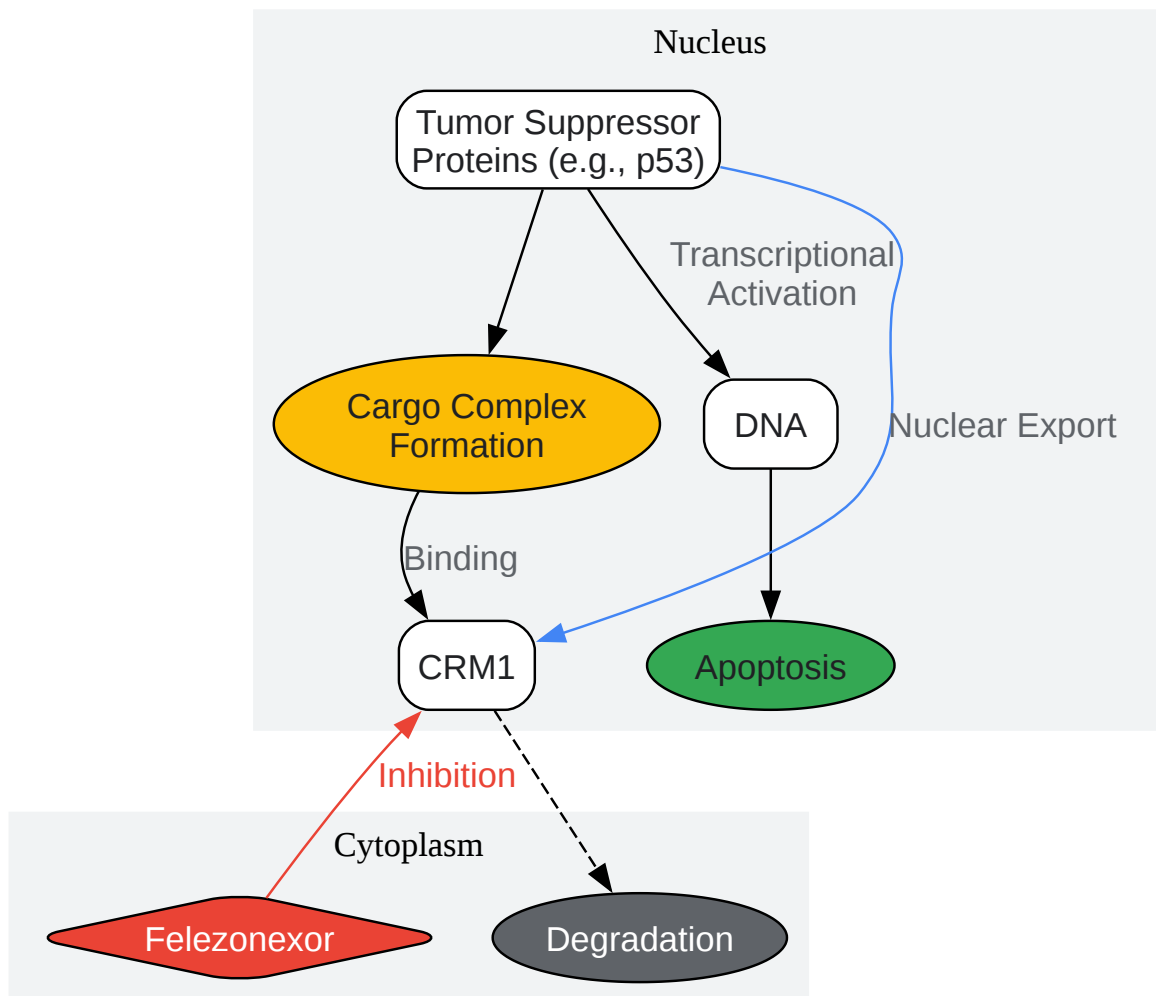 Nucleus
Tumor Suppressor
Proteins (e.g., p53)
Transcriptional
Activation
Cargo Complex
Formation
DNA
Nuclear Export
Binding
CRM1
Apoptosis
Inhibition
Cytoplasm
Felezonexor
Degradation